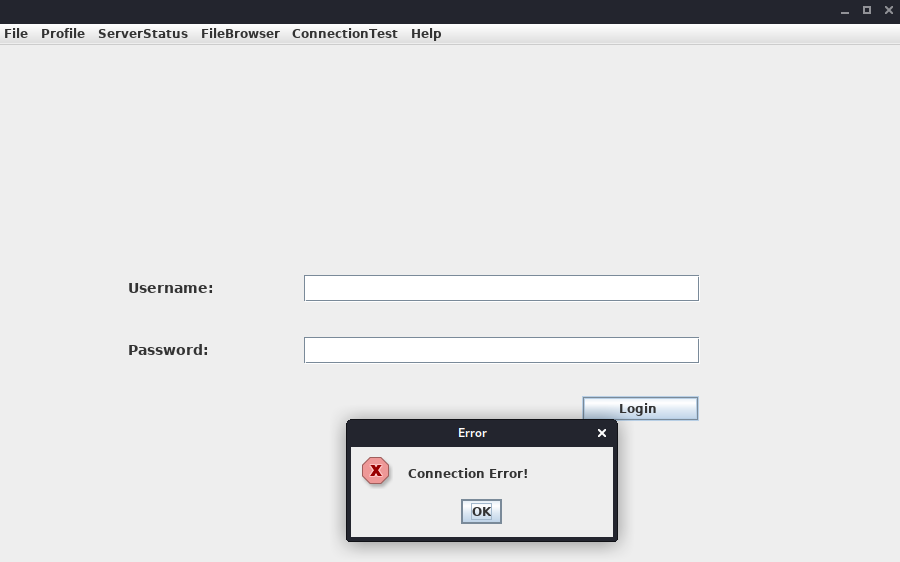 File Profile ServerStatus FileBrowser ConnectionTest Help
Username:
Password:
Login
Error
X Connection Error!
OK